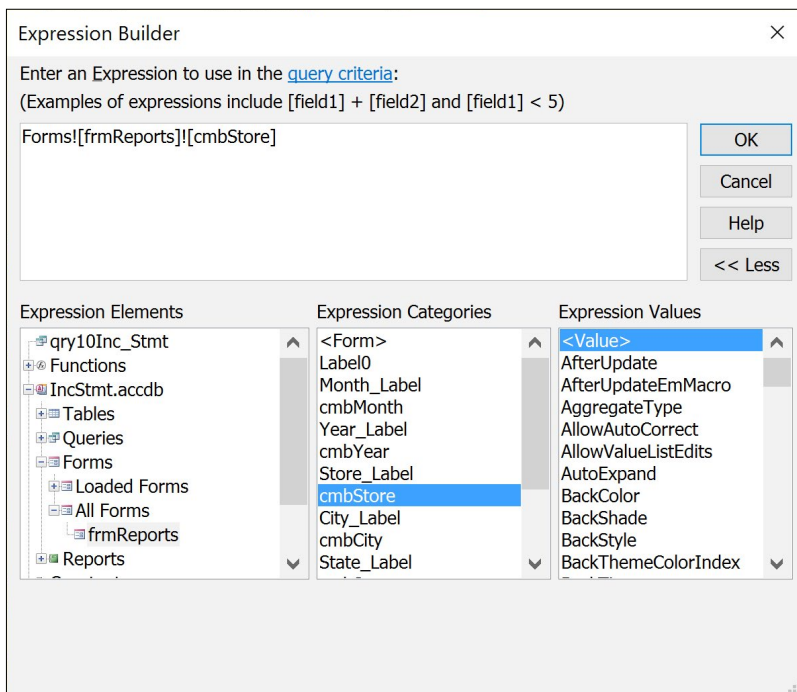 Expression Builder
Enter an Expression to use in the query criteria:
(Examples of expressions include [field1] + [field2] and [field1] < 5)
Forms![frmReports]![cmbStore]
OK
Cancel
Help
<< Less
Expression Elements
qry10Inc_Stmt
Functions
IncStmt.accdb
Tables
Queries
Forms
Loaded Forms
All Forms
frmReports
Reports
Expression Categories
<Form>
Label0
Month_Label
cmbMonth
Year_Label
cmbYear
Store_Label
cmbStore
City_Label
cmbCity
State_Label
Expression Values
<Value>
AfterUpdate
AfterUpdateEmMacro
AggregateType
AllowAutoCorrect
AllowValueListEdits
AutoExpand
BackColor
BackShade
BackStyle
BackThemeColorIndex